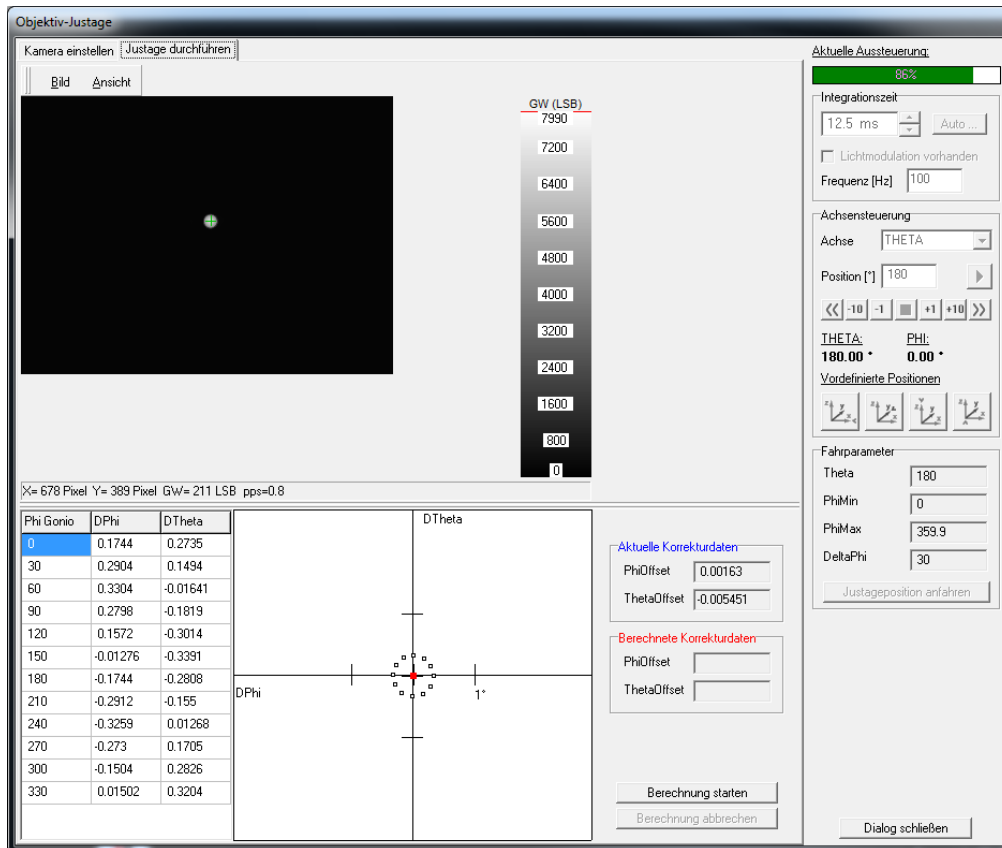 Objektiv-Justage
Kamera einstellen Justage durchführen
Bild Ansicht
GW (LSB)
7990
7200
6400
5600
4800
4000
3200
2400
1600
800
0
X= 678 Pixel Y= 389 Pixel GW= 211 LSB pps=0.8
Phi Gonio DPhi DTheta
0 0.1744 0.2735
30 0.2904 0.1494
60 0.3304 -0.01641
90 0.2798 -0.1819
120 0.1572 -0.3014
150 -0.01276 -0.3391
180 -0.1744 -0.2808
210 -0.2912 -0.155
240 -0.3259 0.01268
270 -0.273 0.1705
300 -0.1504 0.2826
330 0.01502 0.3204
DTheta
DPhi
1°
Aktuelle Korrekturdaten
PhiOffset 0.00163
ThetaOffset -0.005451
Berechnete Korrekturdaten
PhiOffset
ThetaOffset
Berechnung starten
Berechnung abbrechen
Aktuelle Aussteuerung:
86%
Integrationszeit
12.5 ms Auto ...
Lichtmodulation vorhanden
Frequenz [Hz] 100
Achsensteuerung
Achse THETA
Position [°] 180
-10 -1 +1 +10
THETA: PHI:
180.00 ° 0.00 °
Vordefinierte Positionen
z y x z y x z y x z y x
Fahrparameter
Theta 180
PhiMin 0
PhiMax 359.9
DeltaPhi 30
Justageposition anfahren
Dialog schließen